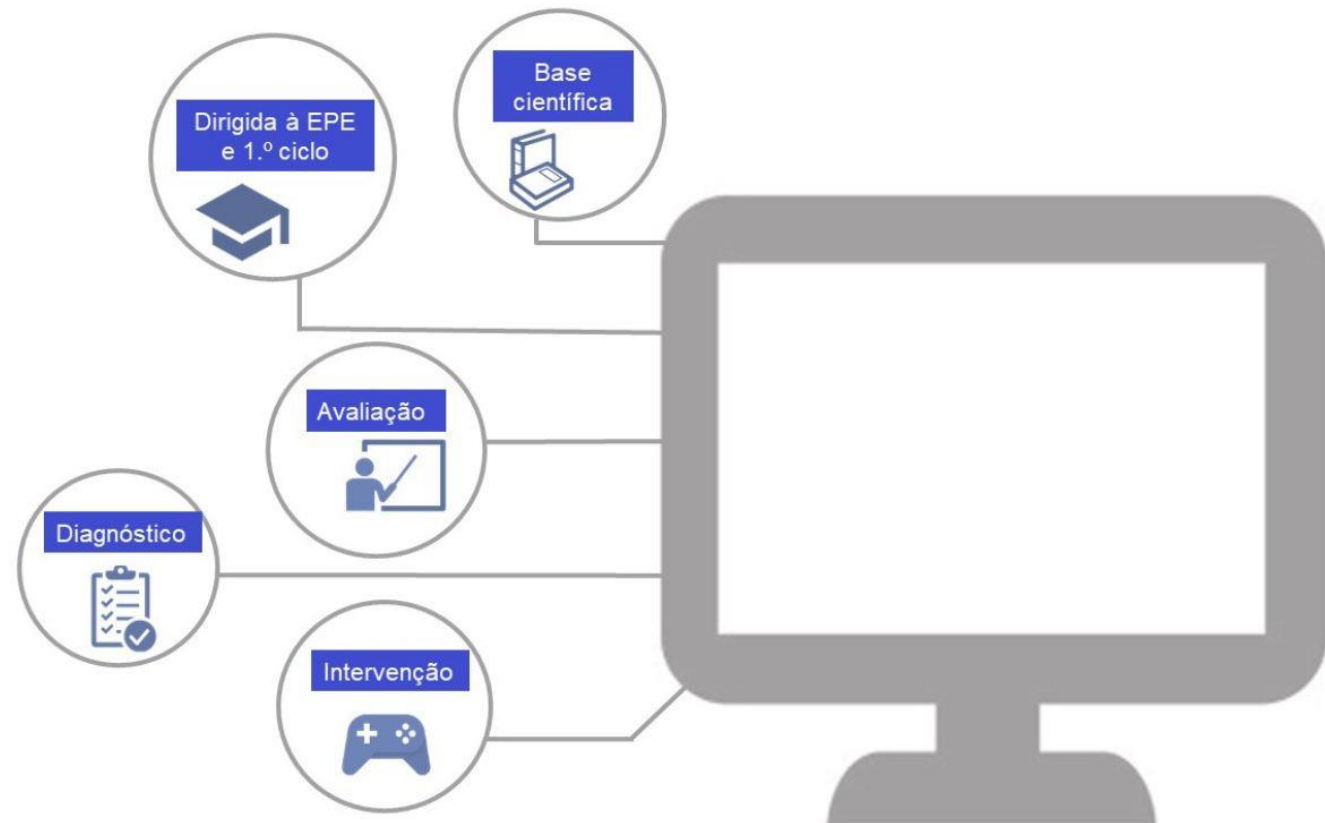 Base
científica
Dirigida à EPE
e 1.º ciclo
Avaliação
Diagnóstico
Intervenção